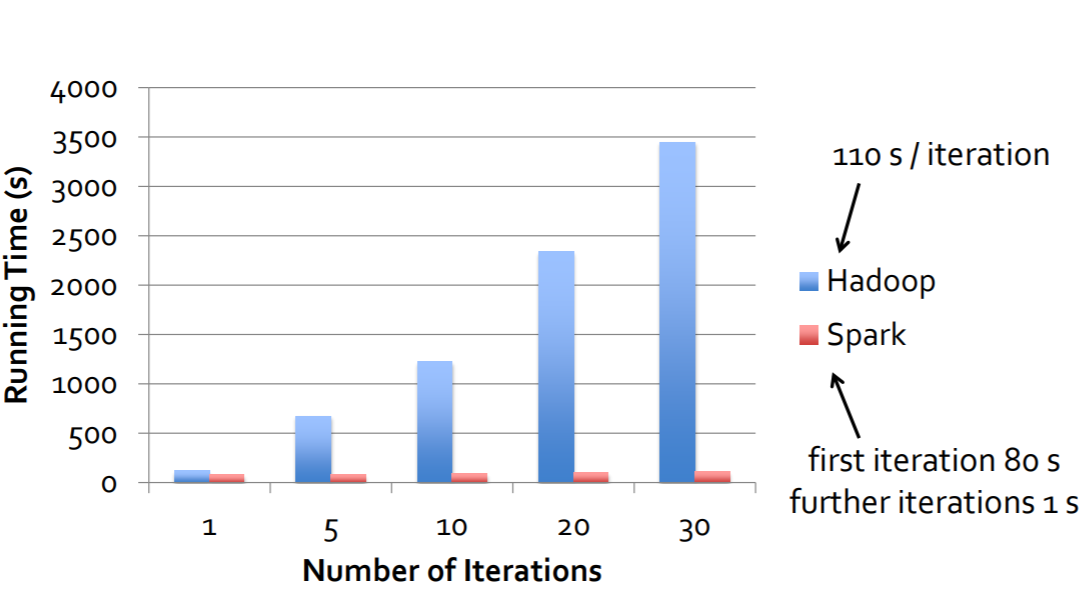 4000
3500
3000
2500
2000
1500
1000
500
0
Running Time (s)
1 5 10 20 30
Number of Iterations
110 s / iteration
Hadoop
Spark
first iteration 80 s
further iterations 1 s